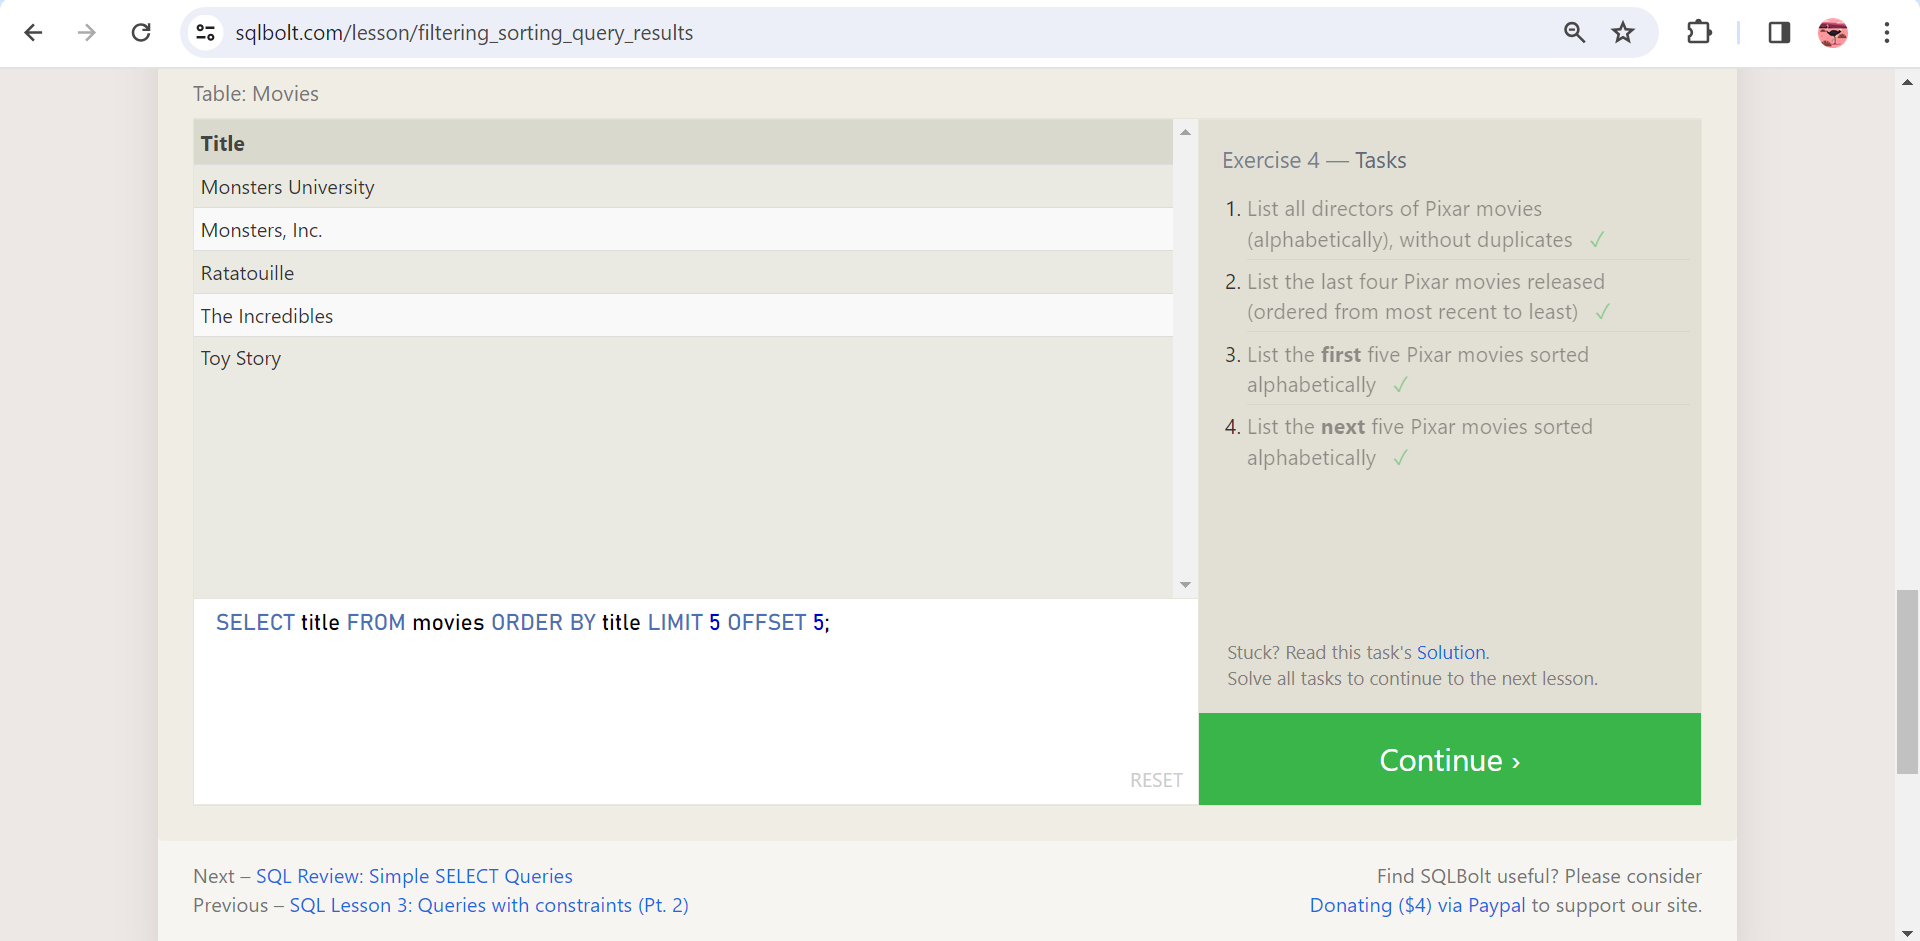 sqlbolt.com/lesson/filtering_sorting_query_results
Table: Movies
Title
Monsters University
Monsters, Inc.
Ratatouille
The Incredibles
Toy Story
SELECT title FROM movies ORDER BY title LIMIT 5 OFFSET 5;
RESET
Exercise 4 — Tasks
1. List all directors of Pixar movies
(alphabetically), without duplicates ✓
2. List the last four Pixar movies released
(ordered from most recent to least) ✓
3. List the first five Pixar movies sorted
alphabetically ✓
4. List the next five Pixar movies sorted
alphabetically ✓
Stuck? Read this task's Solution.
Solve all tasks to continue to the next lesson.
Continue ›
Next – SQL Review: Simple SELECT Queries
Previous – SQL Lesson 3: Queries with constraints (Pt. 2)
Find SQLBolt useful? Please consider
Donating ($4) via Paypal to support our site.